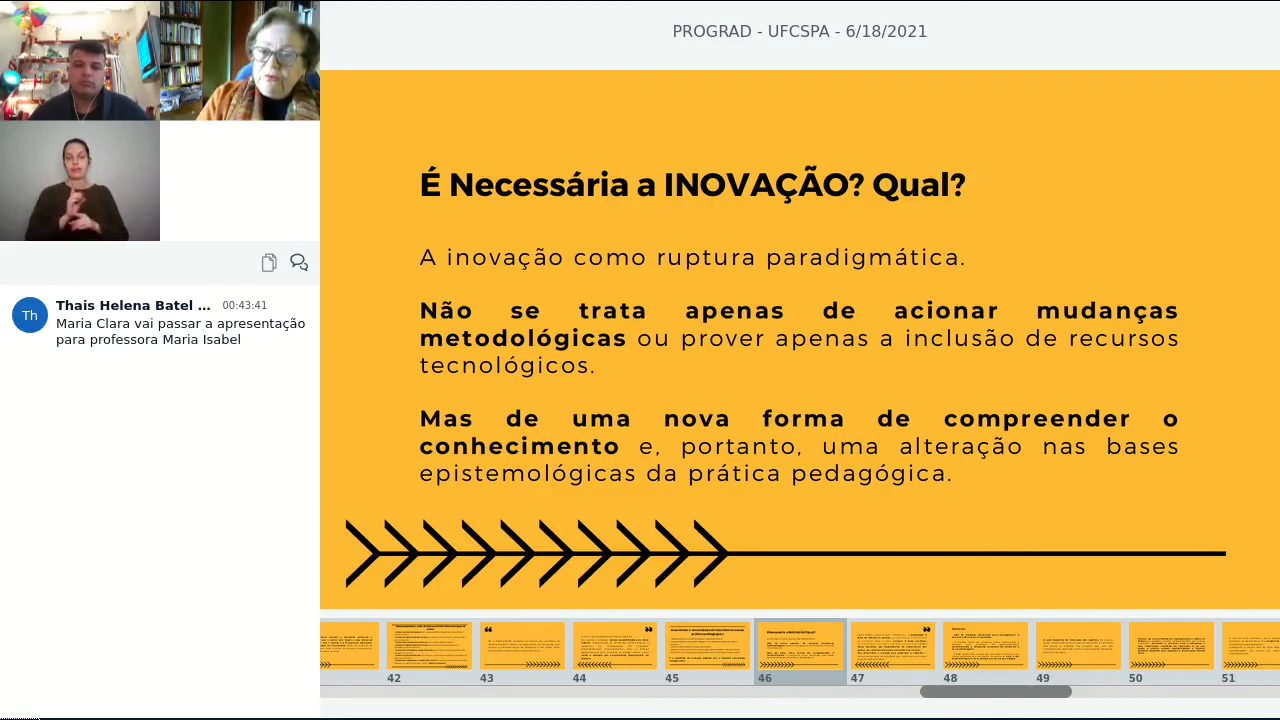 PROGRAD - UFCSPA - 6/18/2021
É Necessária a INOVAÇÃO? Qual?
A inovação como ruptura paradigmática.
Não se trata apenas de acionar mudanças
metodológicas ou prover apenas a inclusão de recursos
tecnológicos.
Mas de uma nova forma de compreender o
conhecimento e, portanto, uma alteração nas bases
epistemológicas da prática pedagógica.
Th
Thais Helena Batel ... 00:43:41
Maria Clara vai passar a apresentação
para professora Maria Isabel
42 43 44 45 46 47 48 49 50 51